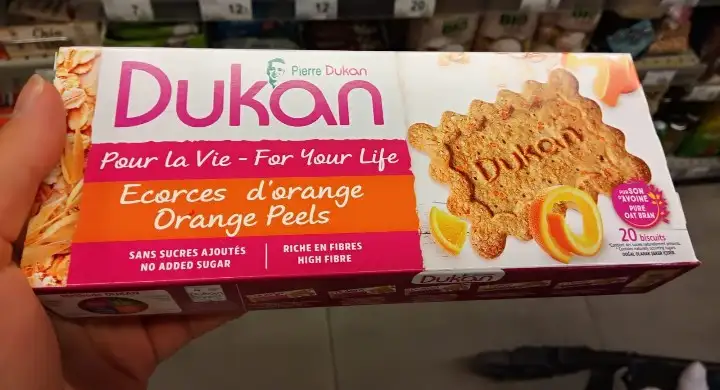 Pierre Dukan
Dukan
Pour la Vie - For Your Life
Ecorces d'orange
Orange Peels
SANS SUCRES AJOUTÉS
NO ADDED SUGAR
RICHE EN FIBRES
HIGH FIBRE
Dukan
PUR SON
D'AVOINE
PURE
OAT BRAN
20 biscuits
Dukan